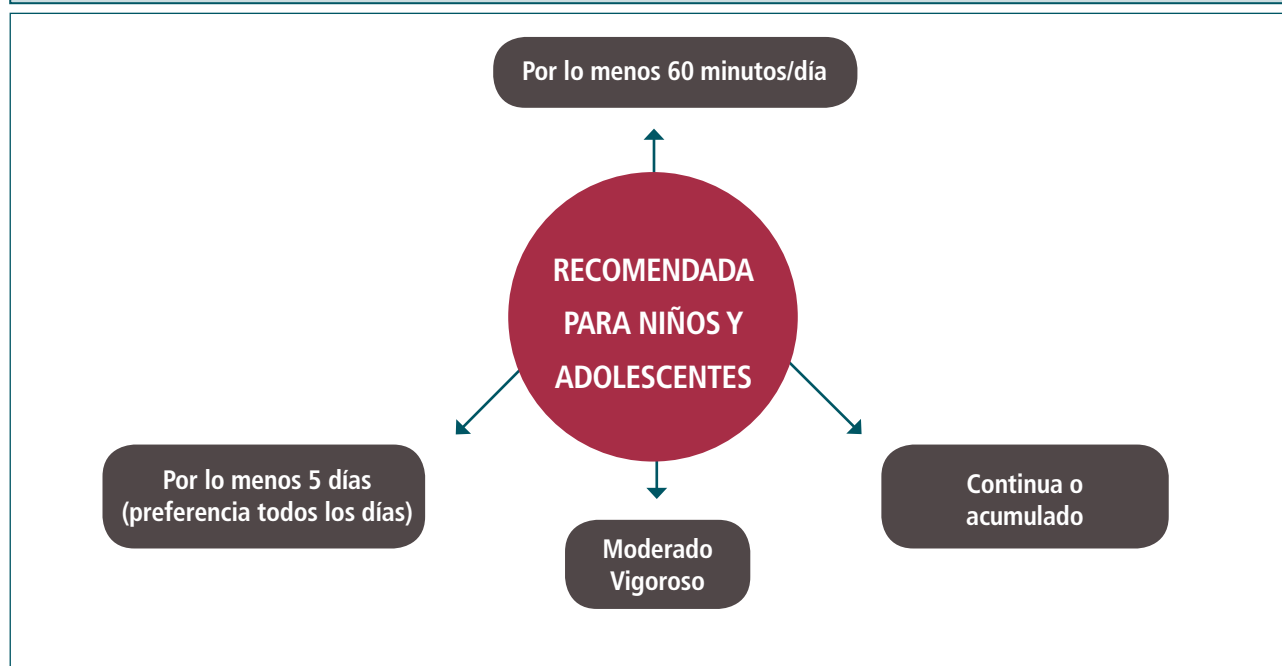 Por lo menos 60 minutos/día
RECOMENDADA
PARA NIÑOS Y
ADOLESCENTES
Por lo menos 5 días
(preferencia todos los días)
Moderado
Vigoroso
Continua o
acumulado